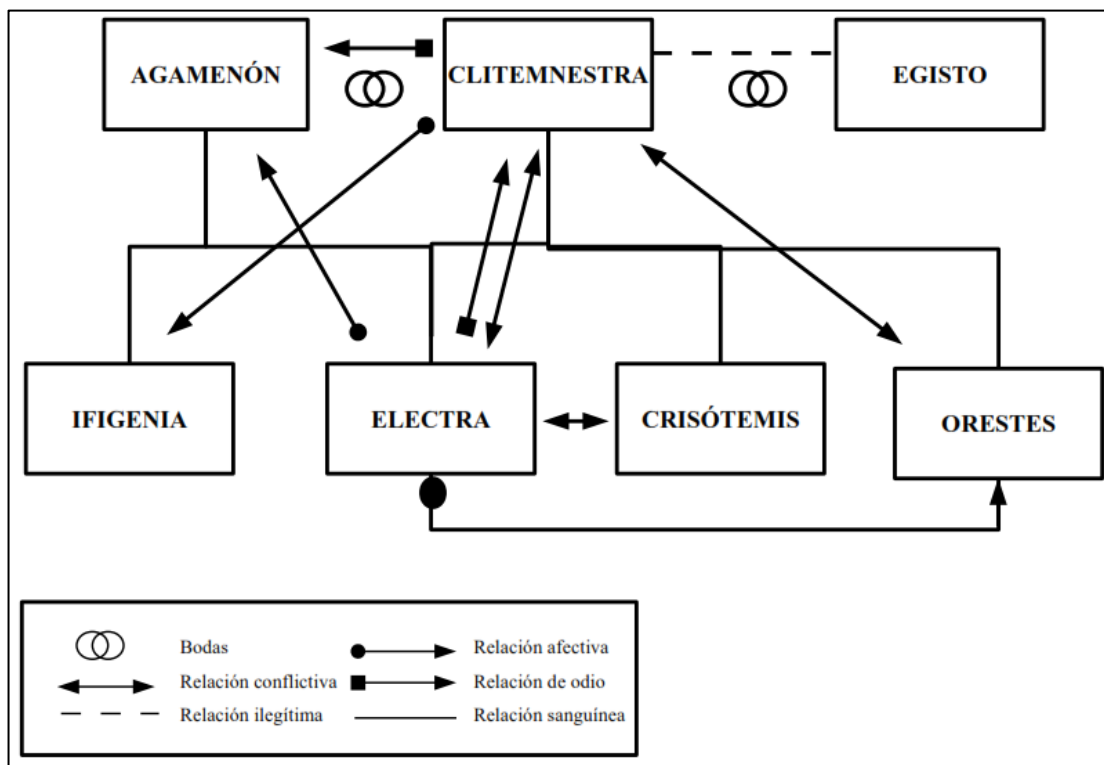 AGAMENÓN
CLITEMNESTRA
EGISTO
IFIGENIA
ELECTRA
CRISÓTEMIS
ORESTES
Bodas
Relación afectiva
Relación conflictiva
Relación de odio
Relación ilegítima
Relación sanguínea